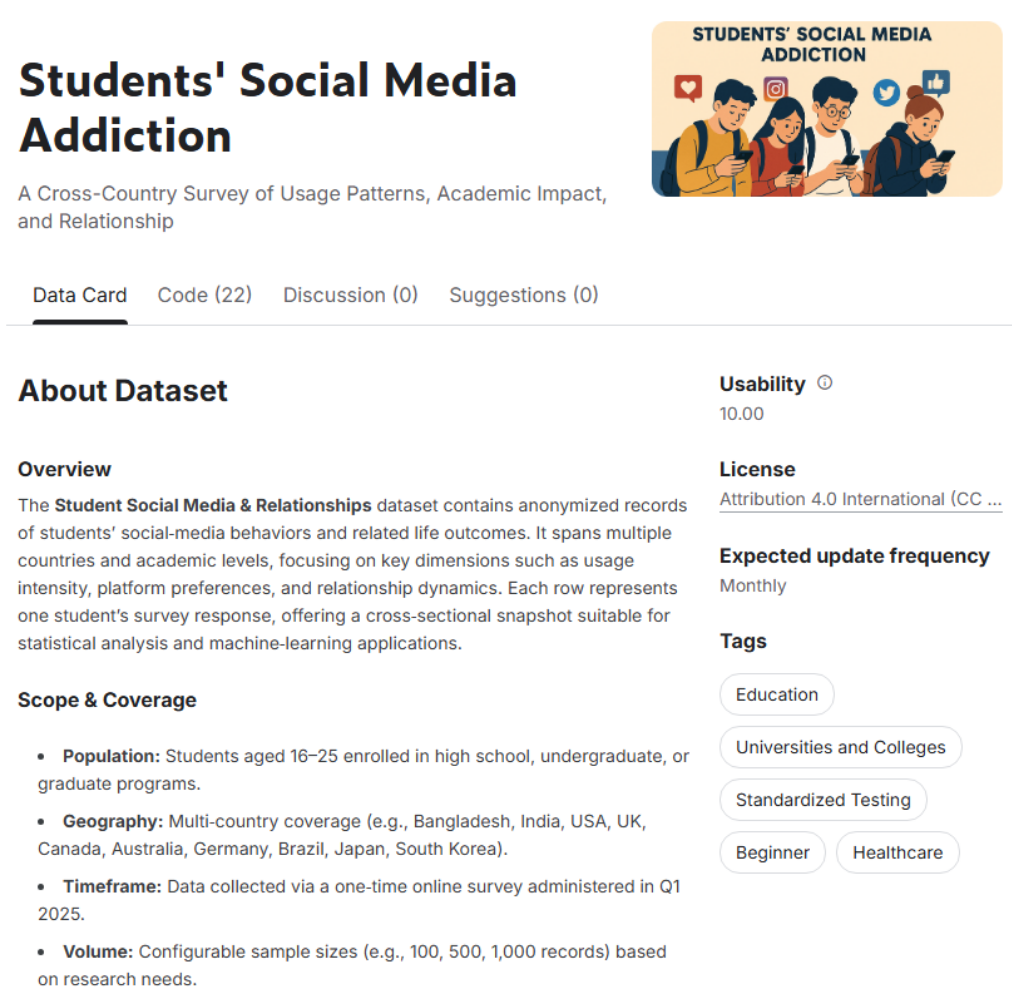 STUDENTS’ SOCIAL MEDIA
ADDICTION
Students' Social Media
Addiction
A Cross-Country Survey of Usage Patterns, Academic Impact,
and Relationship
Data Card Code (22) Discussion (0) Suggestions (0)
About Dataset
Overview
The Student Social Media & Relationships dataset contains anonymized records
of students’ social‑media behaviors and related life outcomes. It spans multiple
countries and academic levels, focusing on key dimensions such as usage
intensity, platform preferences, and relationship dynamics. Each row represents
one student’s survey response, offering a cross‑sectional snapshot suitable for
statistical analysis and machine‑learning applications.
Scope & Coverage
• Population: Students aged 16–25 enrolled in high school, undergraduate, or
graduate programs.
• Geography: Multi‑country coverage (e.g., Bangladesh, India, USA, UK,
Canada, Australia, Germany, Brazil, Japan, South Korea).
• Timeframe: Data collected via a one‑time online survey administered in Q1
2025.
• Volume: Configurable sample sizes (e.g., 100, 500, 1,000 records) based
on research needs.
Usability
10.00
License
Attribution 4.0 International (CC ...
Expected update frequency
Monthly
Tags
Education
Universities and Colleges
Standardized Testing
Beginner Healthcare